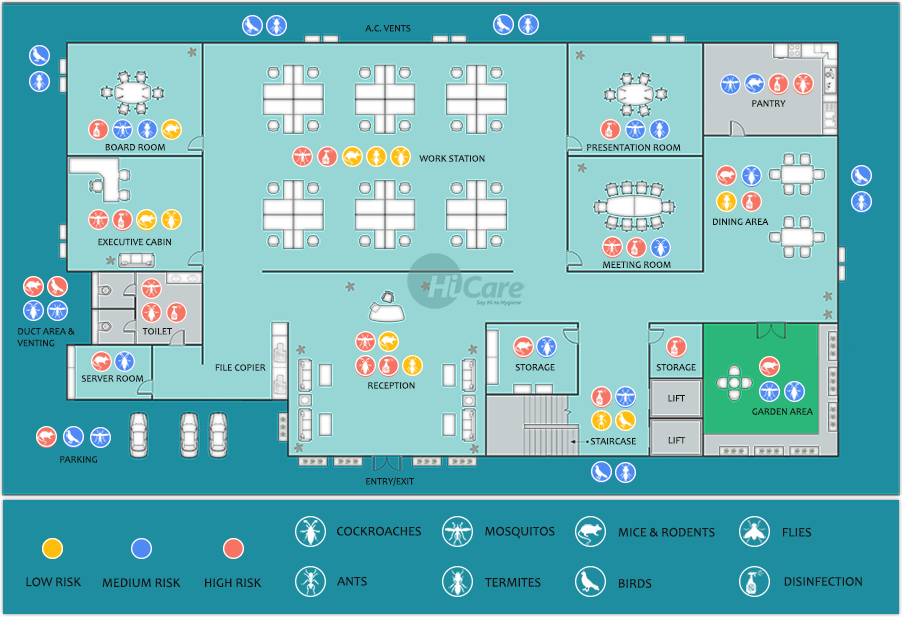 A.C. VENTS
PANTRY
BOARD ROOM
WORK STATION
PRESENTATION ROOM
DINING AREA
EXECUTIVE CABIN
MEETING ROOM
HiCare
Say Hi to Hygiene
DUCT AREA &
VENTING
TOILET
FILE COPIER
SERVER ROOM
RECEPTION
STORAGE
STORAGE
LIFT
GARDEN AREA
STAIRCASE
LIFT
PARKING
ENTRY/EXIT
COCKROACHES
MOSQUITOS
MICE & RODENTS
FLIES
LOW RISK
MEDIUM RISK
HIGH RISK
ANTS
TERMITES
BIRDS
DISINFECTION